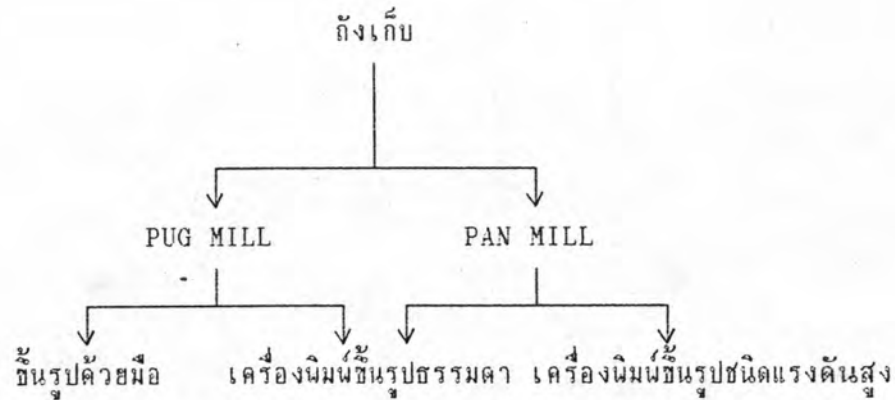 ถังเก็บ
PUG MILL PAN MILL
ขึ้นรูปด้วยมือ เครื่องพิมพ์ขึ้นรูปธรรมดา เครื่องพิมพ์ขึ้นรูปชนิดแรงดันสูง